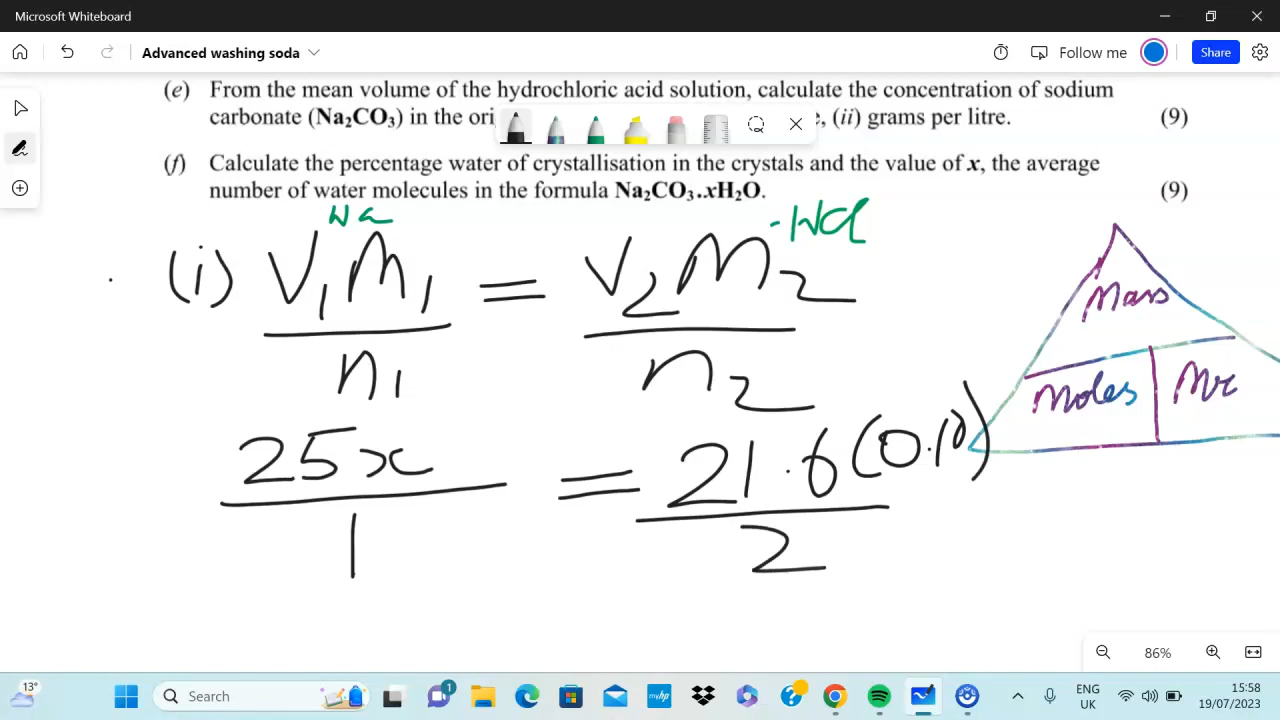 Microsoft Whiteboard
Advanced washing soda
Follow me
Share
(e) From the mean volume of the hydrochloric acid solution, calculate the concentration of sodium
carbonate (Na₂CO₃) in the ori , (ii) grams per litre. (9)
(f) Calculate the percentage water of crystallisation in the crystals and the value of x, the average
number of water molecules in the formula Na₂CO₃.xH₂O. (9)
(i) V₁M₁ = V₂M₂ HCl
n₁ n₂
Mass
Moles Mr
25x = 21.6(0.10)
1 2
86%
13°
Search
1
myhp
ENG
UK
15:58
19/07/2023